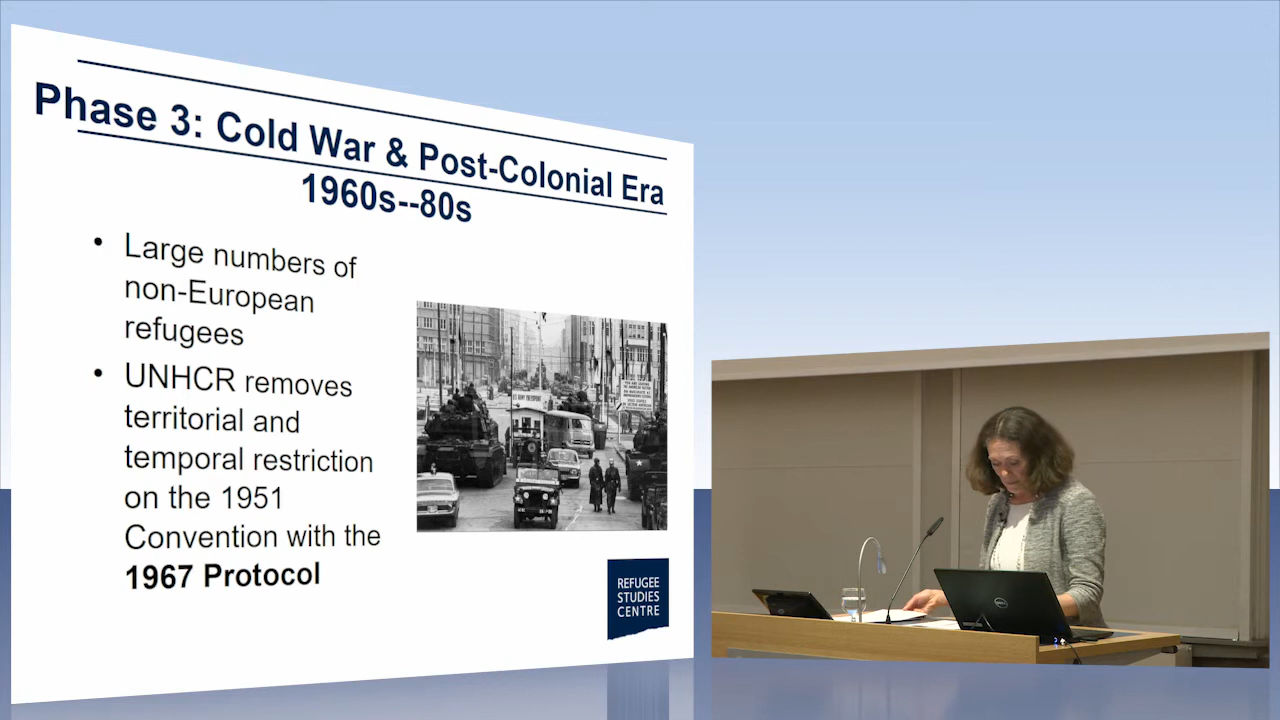 Phase 3: Cold War & Post-Colonial Era
1960s--80s
• Large numbers of
non-European
refugees
• UNHCR removes
territorial and
temporal restriction
on the 1951
Convention with the
1967 Protocol
REFUGEE
STUDIES
CENTRE
DELL